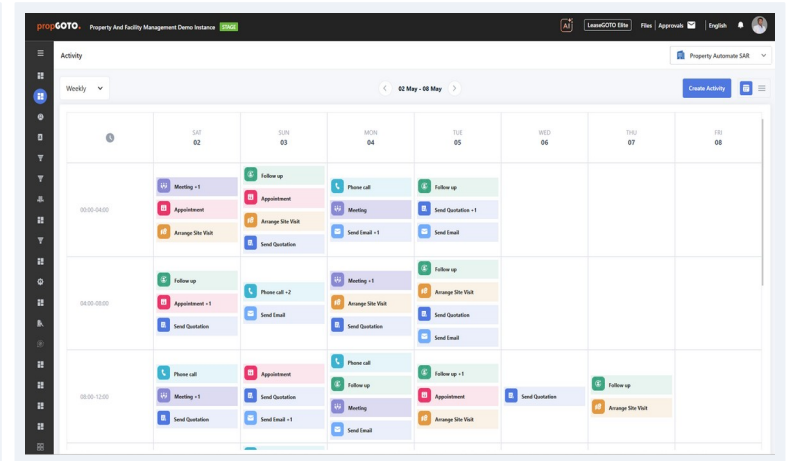 propGOTO. Property And Facility Management Demo Instance STAGE AI LeaseGOTO Elite Files Approvals English
Activity Property Automate SAR
Weekly 02 May - 08 May Create Activity
SAT SUN MON TUE WED THU FRI
02 03 04 05 06 07 08
00:00-04:00
Meeting +1
Appointment
Arrange Site Visit
Follow up
Appointment
Arrange Site Visit
Send Quotation
Phone call
Meeting
Send Email +1
Follow up
Send Quotation +1
Send Email
04:00-08:00
Follow up
Appointment +1
Send Quotation
Phone call +2
Send Email
Meeting +1
Arrange Site Visit
Send Quotation
Follow up
Arrange Site Visit
Send Quotation
Send Email
08:00-12:00
Phone call
Meeting +1
Send Quotation
Appointment
Send Quotation
Send Email +1
Phone call
Follow up
Meeting
Send Email
Follow up +1
Appointment
Arrange Site Visit
Send Quotation
Follow up
Arrange Site Visit